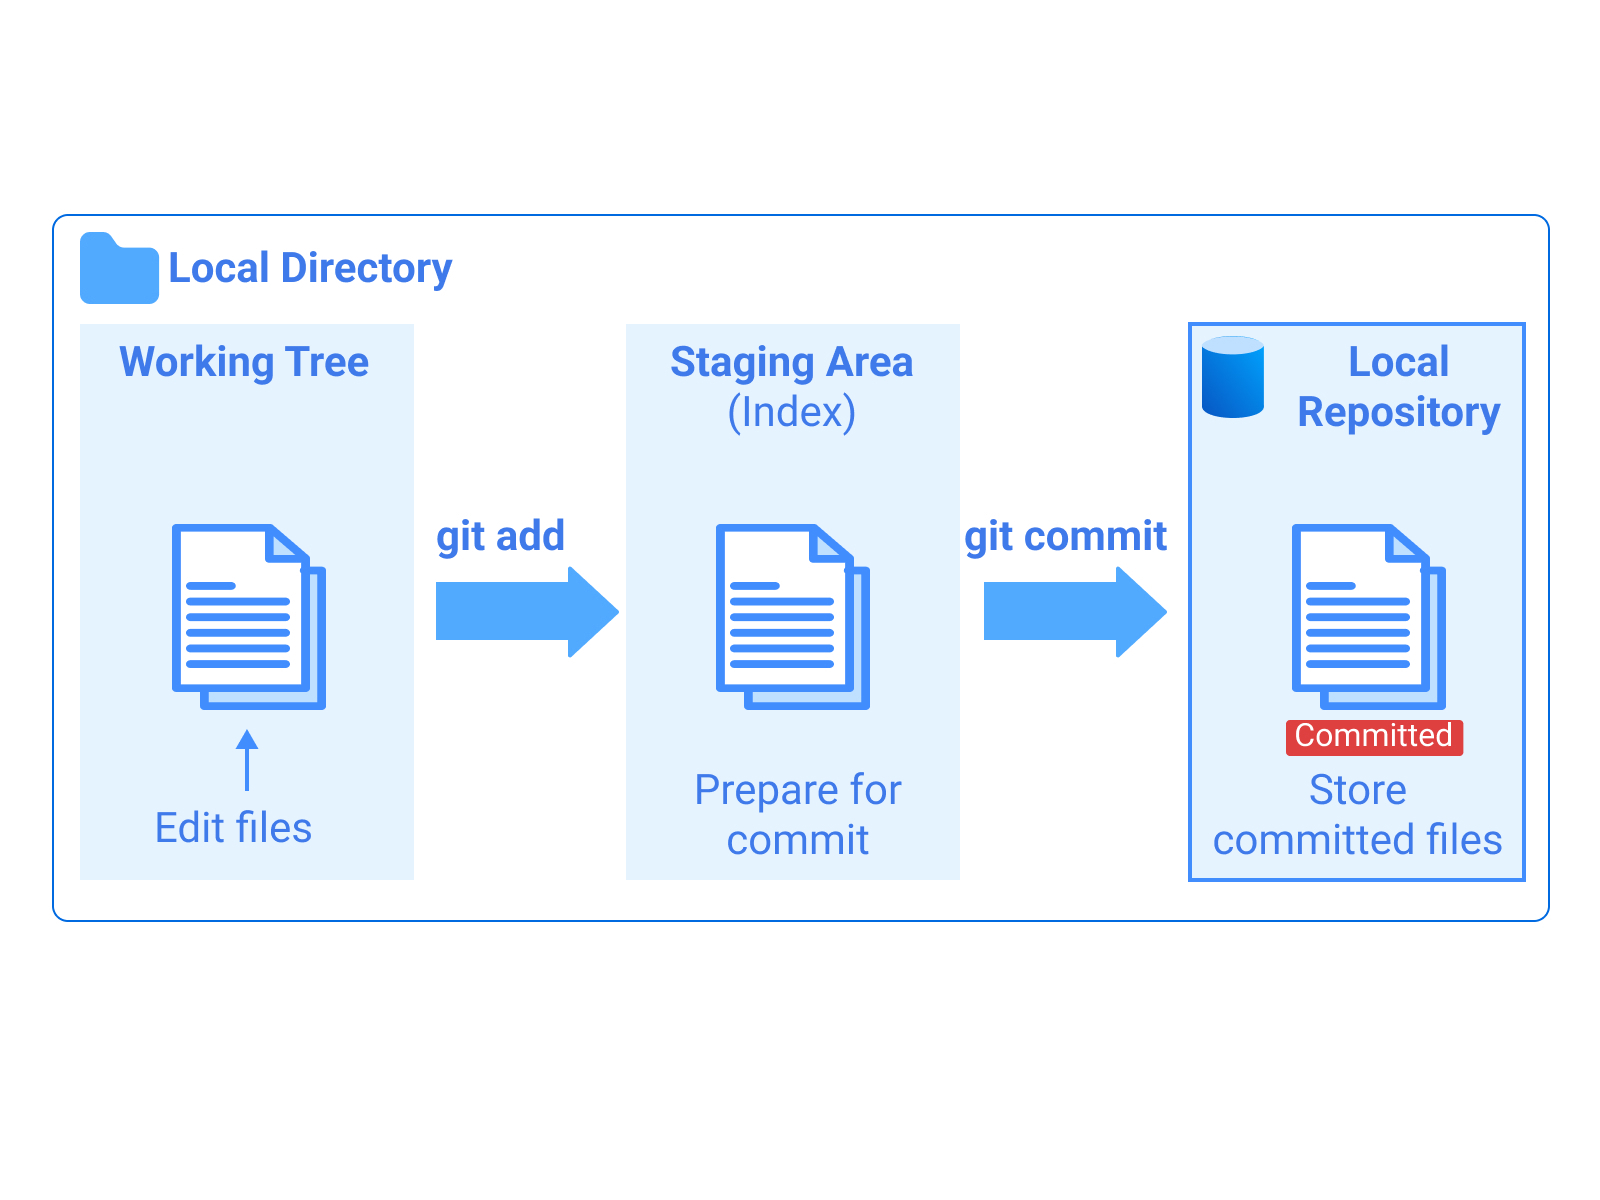 Local Directory
Working Tree
Edit files
git add
Staging Area
(Index)
Prepare for
commit
git commit
Local
Repository
Committed
Store
committed files